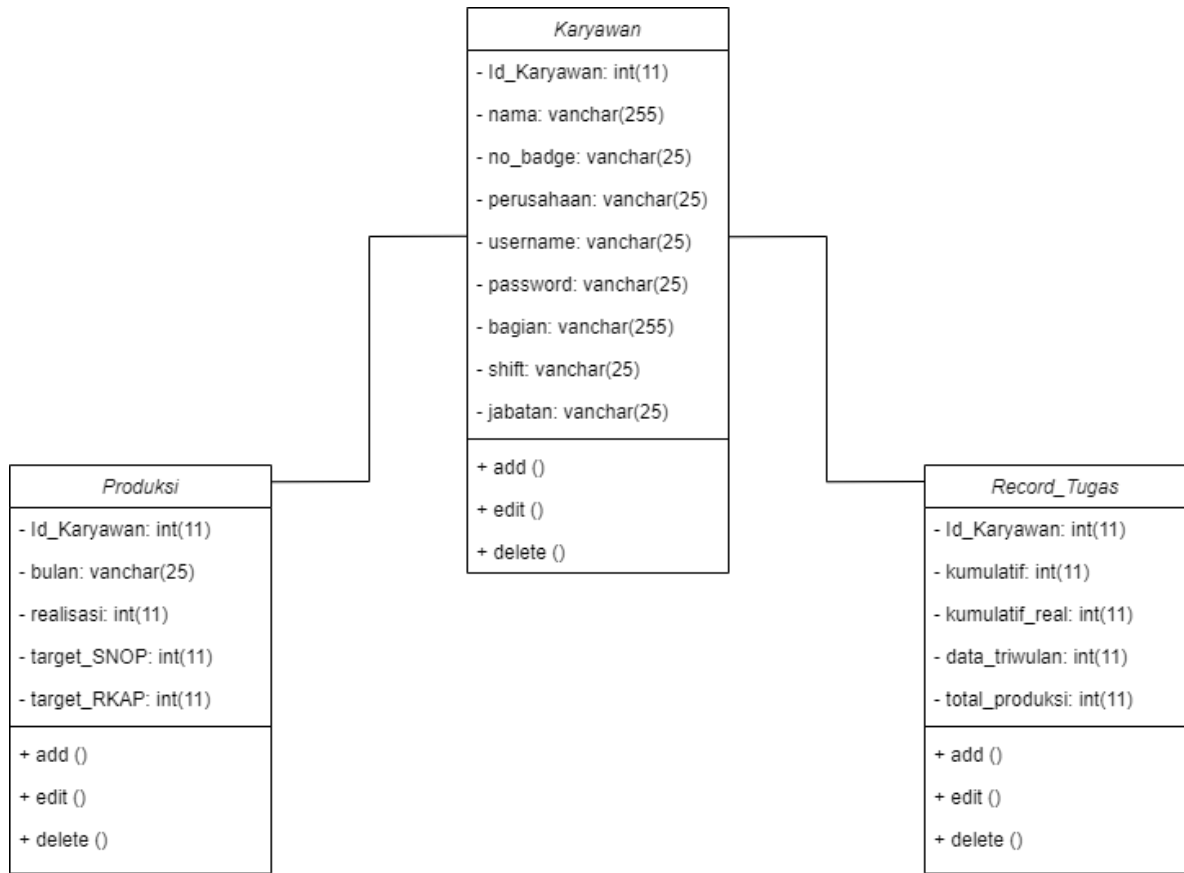 Karyawan
- Id_Karyawan: int(11)
- nama: vanchar(255)
- no_badge: vanchar(25)
- perusahaan: vanchar(25)
- username: vanchar(25)
- password: vanchar(25)
- bagian: vanchar(255)
- shift: vanchar(25)
- jabatan: vanchar(25)
+ add ()
+ edit ()
+ delete ()
Produksi
- Id_Karyawan: int(11)
- bulan: vanchar(25)
- realisasi: int(11)
- target_SNOP: int(11)
- target_RKAP: int(11)
+ add ()
+ edit ()
+ delete ()
Record_Tugas
- Id_Karyawan: int(11)
- kumulatif: int(11)
- kumulatif_real: int(11)
- data_triwulan: int(11)
- total_produksi: int(11)
+ add ()
+ edit ()
+ delete ()